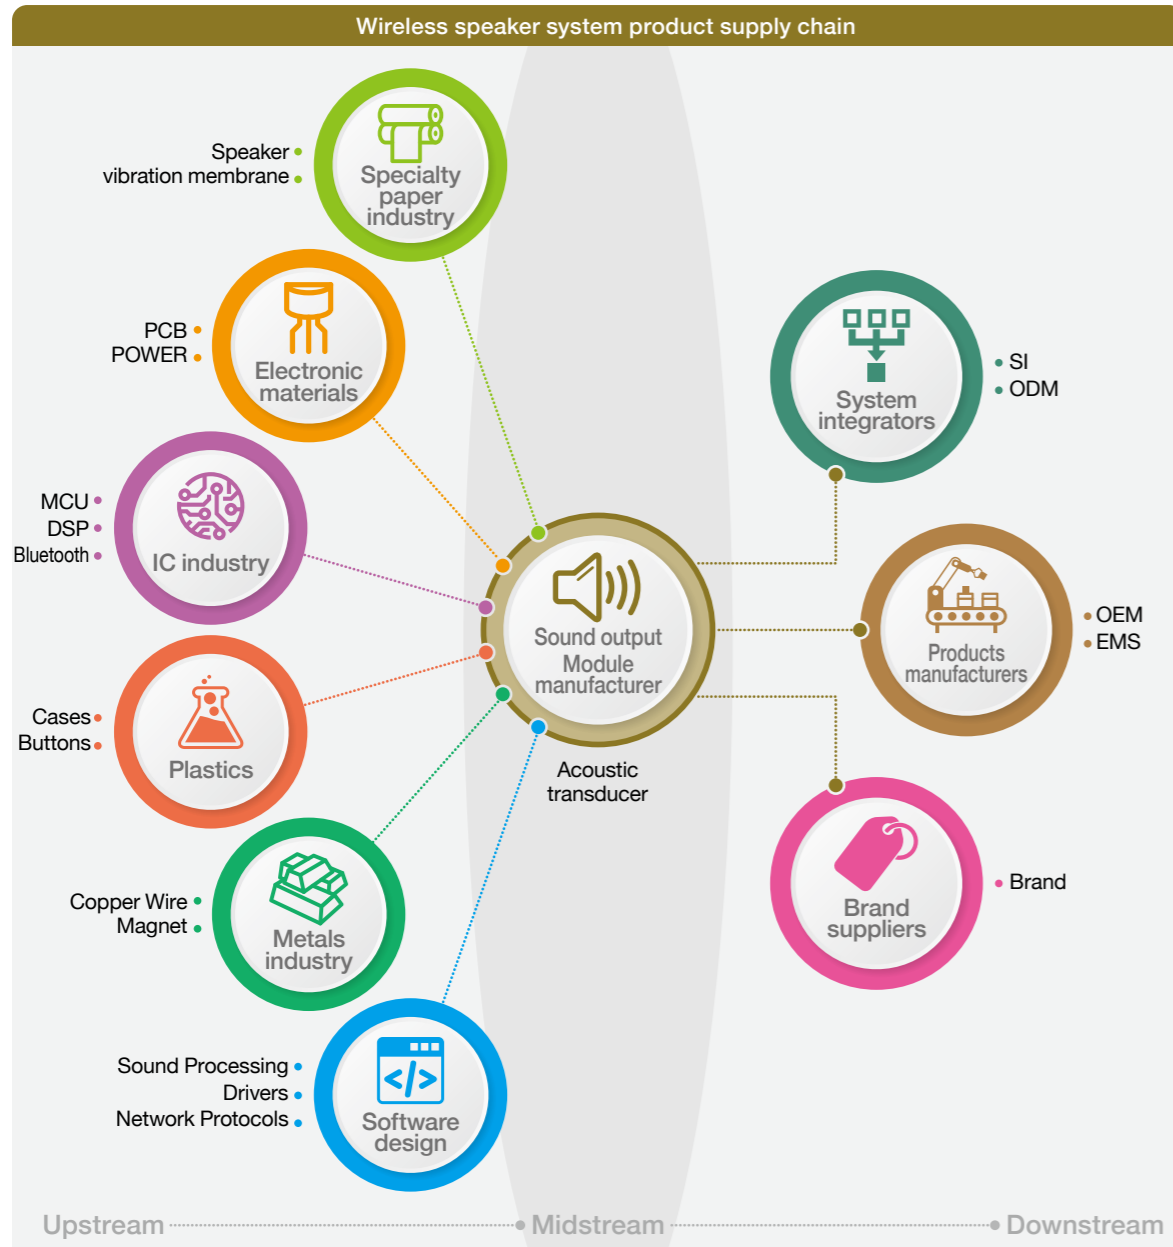 Wireless speaker system product supply chain
Speaker
vibration membrane
Specialty
paper
industry
PCB
POWER
Electronic
materials
MCU
DSP
Bluetooth
IC industry
Cases
Buttons
Plastics
Copper Wire
Magnet
Metals
industry
Sound Processing
Drivers
Network Protocols
</>
Software
design
Sound output
Module
manufacturer
Acoustic
transducer
System
integrators
SI
ODM
Products
manufacturers
OEM
EMS
Brand
suppliers
Brand
Upstream
Midstream
Downstream